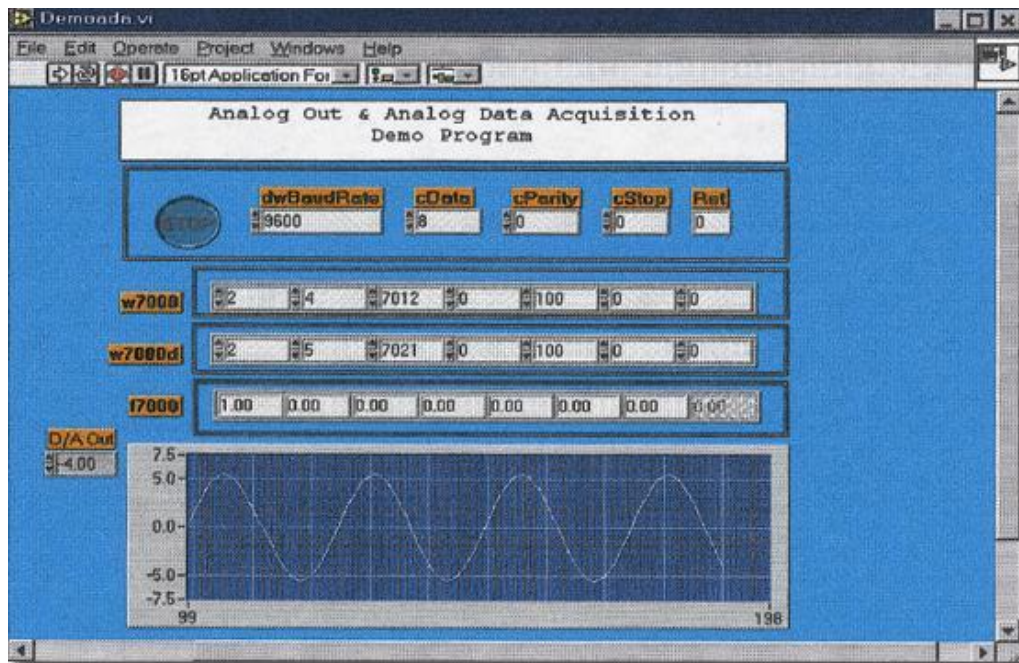 Demoada.vi
File Edit Operate Project Windows Help
16pt Application For
Analog Out & Analog Data Acquisition
Demo Program
STOP
dwBaudRate cData cParity cStop Ret
9600 8 0 0 0
w7000 2 4 7012 0 100 0 0
w7000d 2 5 7021 0 100 0 0
f7000 1.00 0.00 0.00 0.00 0.00 0.00 0.00 0.00
D/A Out
-4.00
7.5
5.0
0.0
-5.0
-7.5
99 198